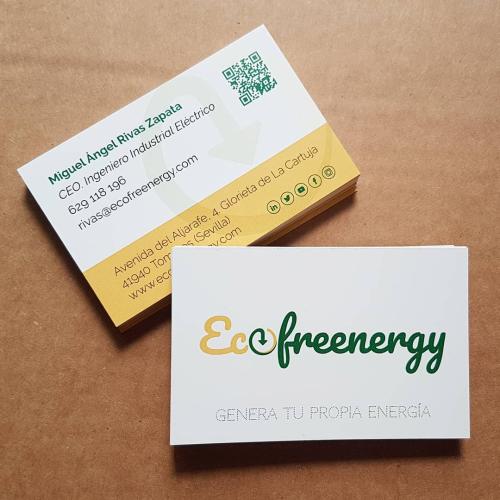 Miguel Ángel Rivas Zapata
CEO. Ingeniero Industrial Eléctrico
629 118 196
rivas@ecofreenergy.com
Avenida del Aljarafe, 4. Glorieta de La Cartuja
41940 (Sevilla)
Ecofreenergy
GENERA TU PROPIA ENERGÍA